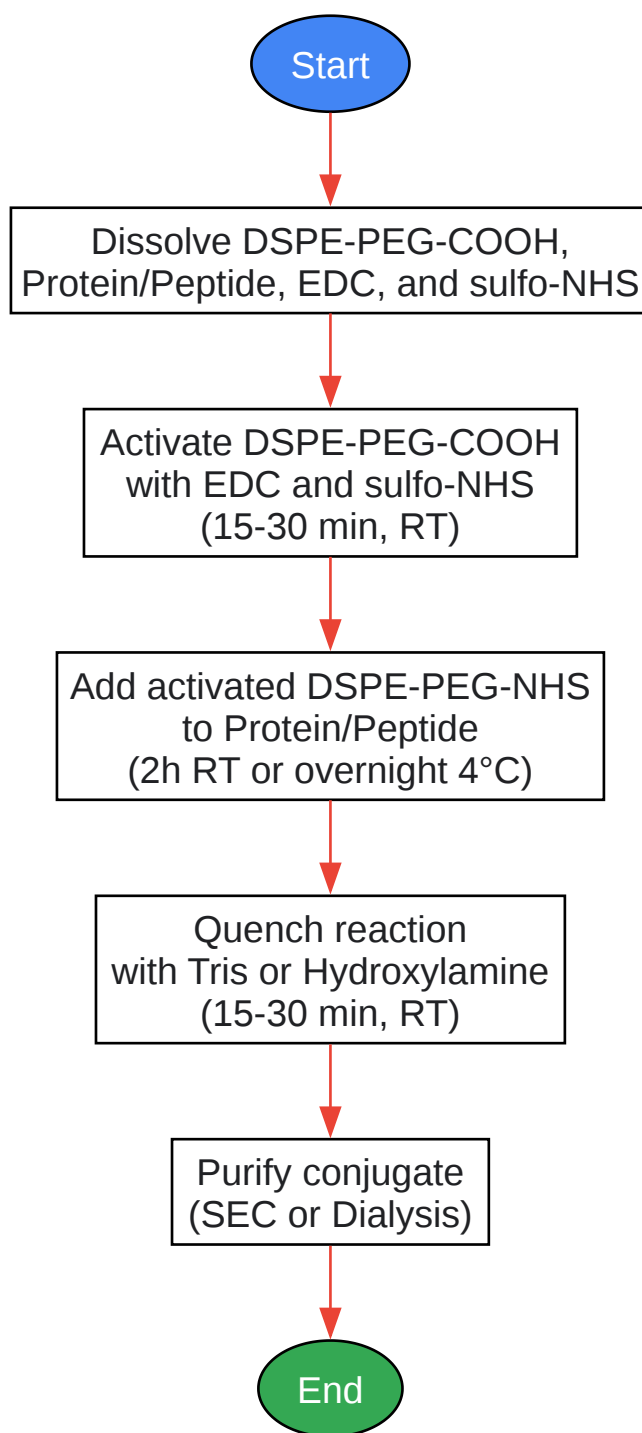 Start
Dissolve DSPE-PEG-COOH,
Protein/Peptide, EDC, and sulfo-NHS
Activate DSPE-PEG-COOH
with EDC and sulfo-NHS
(15-30 min, RT)
Add activated DSPE-PEG-NHS
to Protein/Peptide
(2h RT or overnight 4°C)
Quench reaction
with Tris or Hydroxylamine
(15-30 min, RT)
Purify conjugate
(SEC or Dialysis)
End